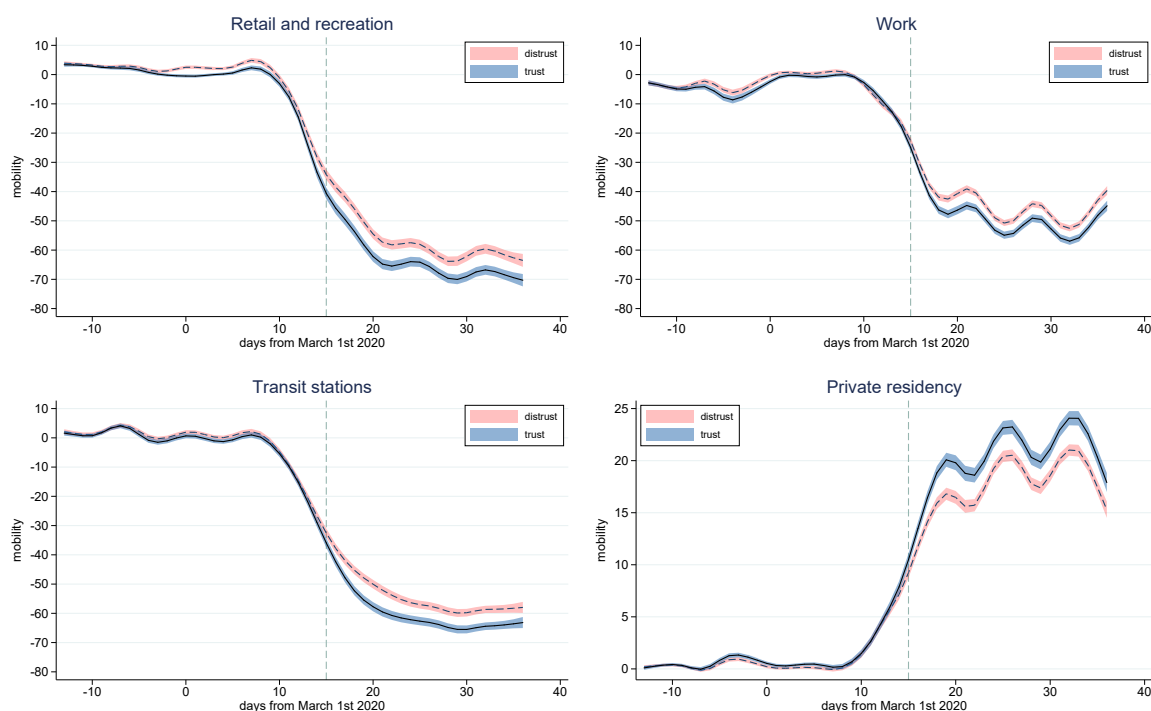 Retail and recreation
10
0
-10
-20
-30
-40
-50
-60
-70
-80
mobility
-10 0 10 20 30 40
days from March 1st 2020
distrust
trust
Work
10
0
-10
-20
-30
-40
-50
-60
-70
-80
mobility
-10 0 10 20 30 40
days from March 1st 2020
distrust
trust
Transit stations
10
0
-10
-20
-30
-40
-50
-60
-70
-80
mobility
-10 0 10 20 30 40
days from March 1st 2020
distrust
trust
Private residency
25
20
15
10
5
0
mobility
-10 0 10 20 30 40
days from March 1st 2020
distrust
trust